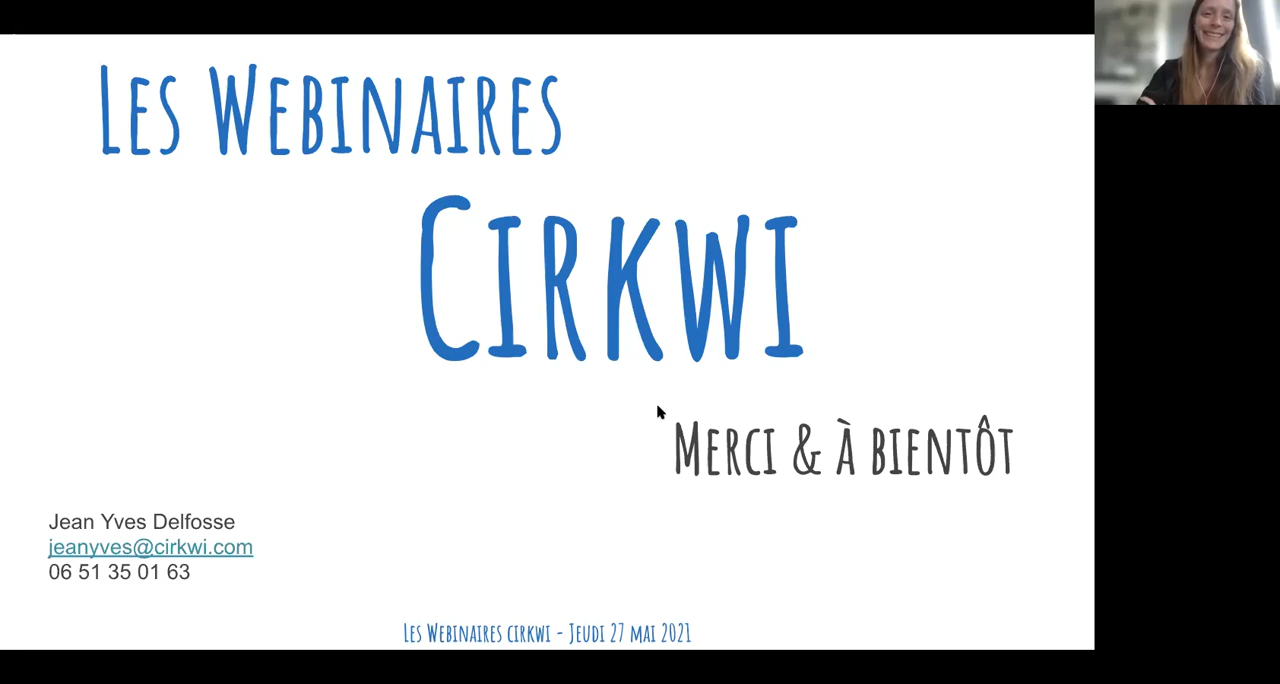 Les Webinaires
Cirkwi
Merci & à bientôt
Jean Yves Delfosse
jeanyves@cirkwi.com
06 51 35 01 63
Les Webinaires cirkwi - Jeudi 27 mai 2021